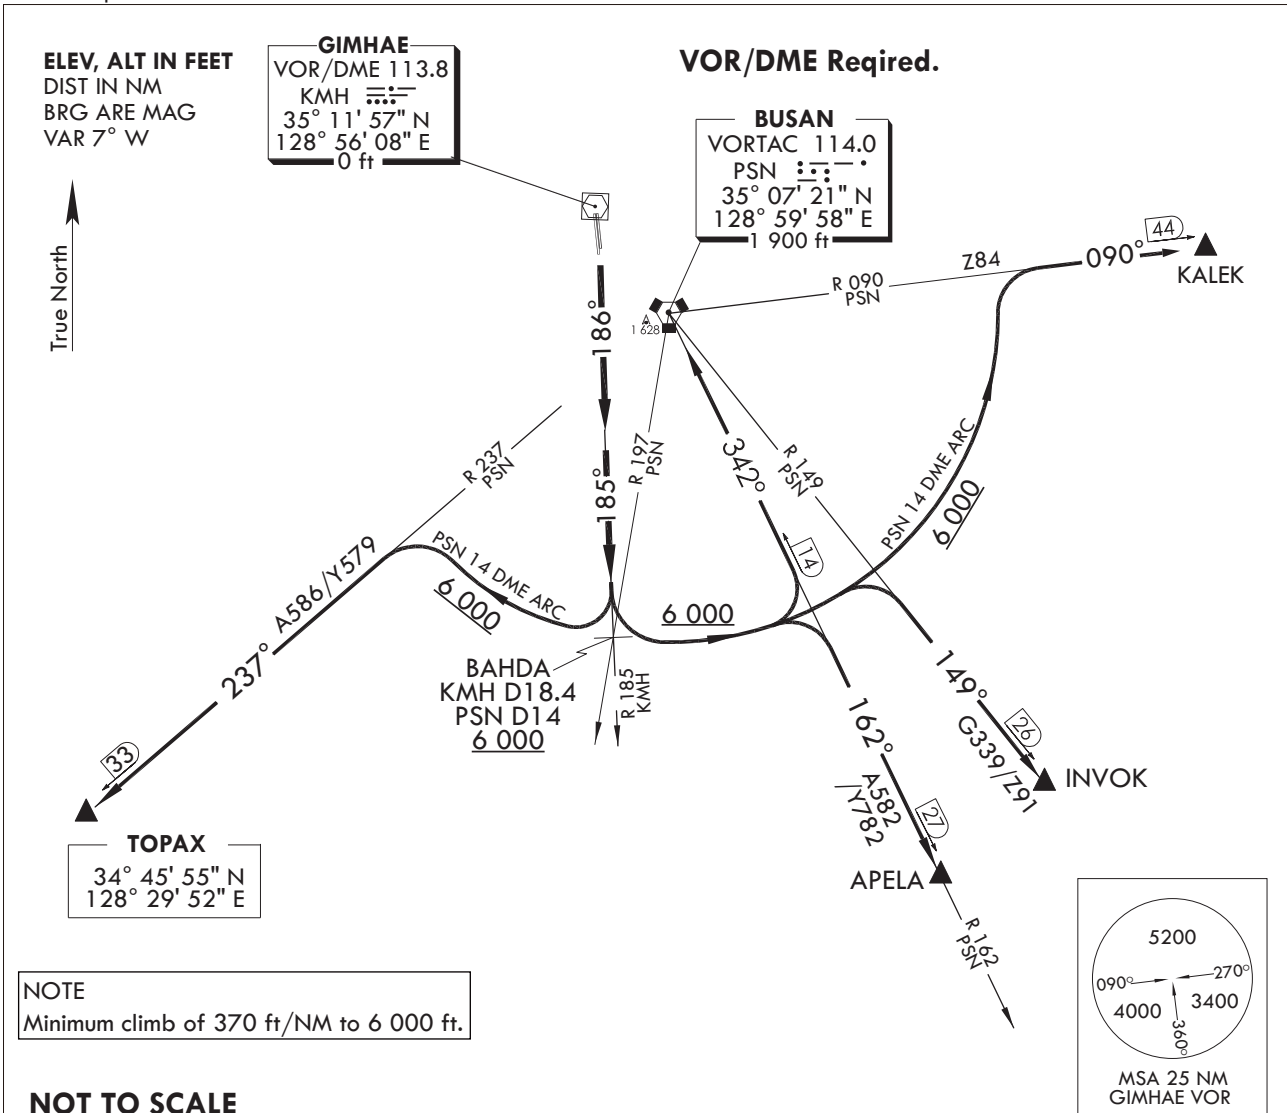 ELEV, ALT IN FEET
DIST IN NM
BRG ARE MAG
VAR 7° W
True North
GIMHAE
VOR/DME 113.8
KMH
35° 11' 57" N
128° 56' 08" E
0 ft
VOR/DME Reqired.
BUSAN
VORTAC 114.0
PSN
35° 07' 21" N
128° 59' 58" E
1 900 ft
44
KALEK
090°
Z84
R 090
PSN
1 628
186°
185°
R 197
PSN
342°
R 149
PSN
PSN 14 DME ARC
6 000
R 237
PSN
A586/Y579
237°
PSN 14 DME ARC
6 000
14
6 000
BAHDA
KMH D18.4
PSN D14
6 000
R 185
KMH
149°
G339/Z91
26
INVOK
162°
A582
/Y782
27
APELA
R 162
PSN
33
TOPAX
34° 45' 55" N
128° 29' 52" E
NOTE
Minimum climb of 370 ft/NM to 6 000 ft.
5200
090°
270°
4000
3400
360°
MSA 25 NM
GIMHAE VOR
NOT TO SCALE